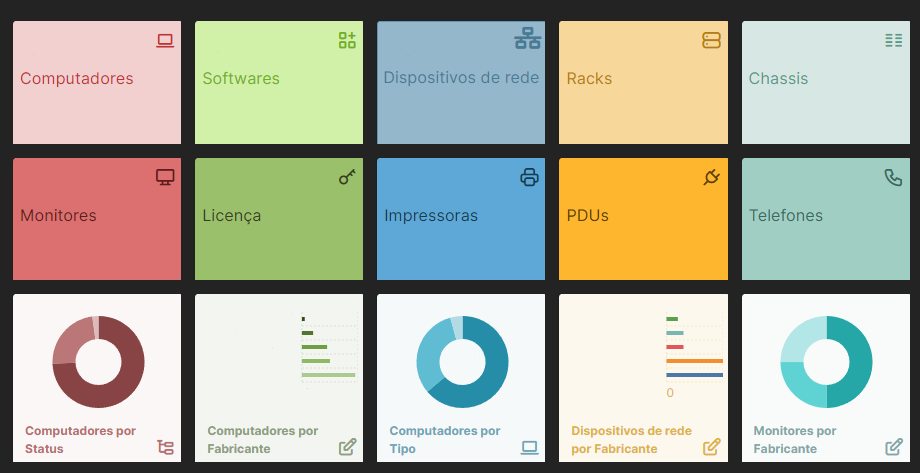 Computadores
Softwares
Dispositivos de rede
Racks
Chassis
Monitores
Licença
Impressoras
PDUs
Telefones
Computadores por
Status
Computadores por
Fabricante
Computadores por
Tipo
0
Dispositivos de rede
por Fabricante
Monitores por
Fabricante